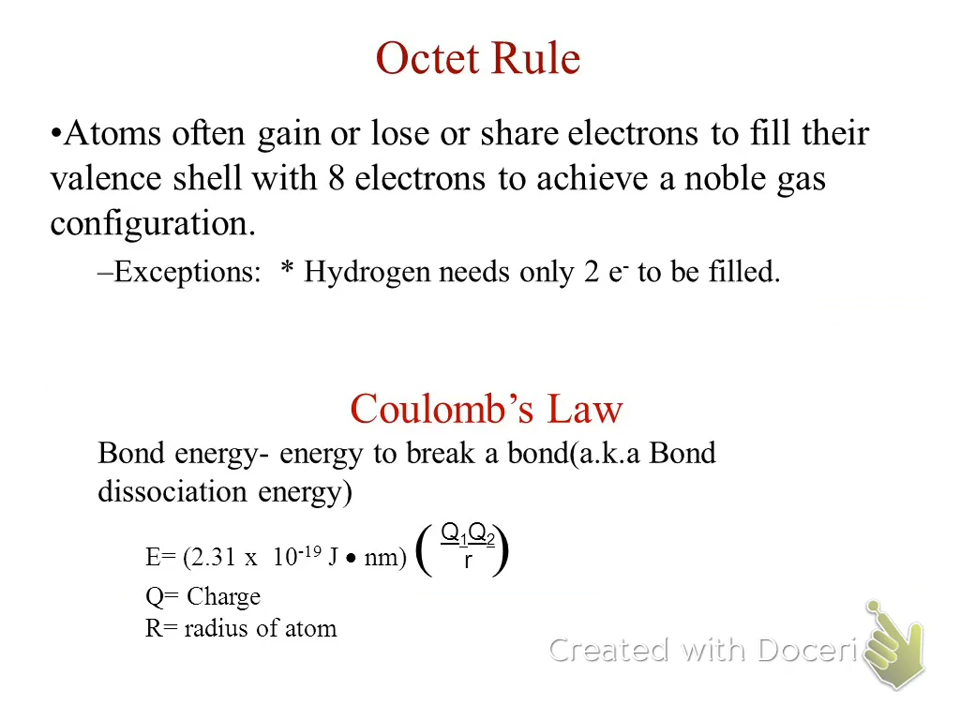 Octet Rule
•Atoms often gain or lose or share electrons to fill their
valence shell with 8 electrons to achieve a noble gas
configuration.
–Exceptions: * Hydrogen needs only 2 e⁻ to be filled.
Coulomb’s Law
Bond energy- energy to break a bond(a.k.a Bond
dissociation energy)
E= (2.31 x 10⁻¹⁹ J • nm) (Q₁Q₂/r)
Q= Charge
R= radius of atom
Created with Doceri